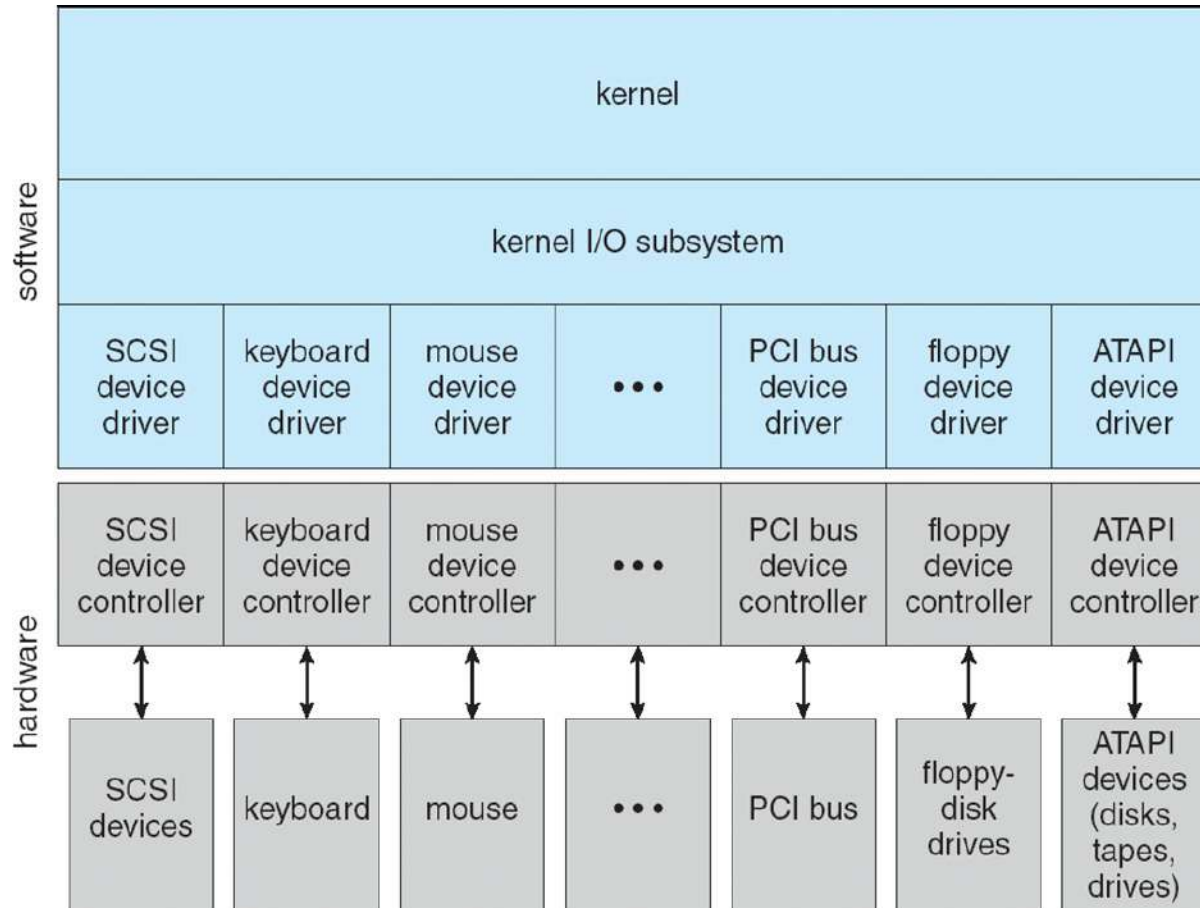 software
kernel
kernel I/O subsystem
SCSI
device
driver
keyboard
device
driver
mouse
device
driver
•••
PCI bus
device
driver
floppy
device
driver
ATAPI
device
driver
hardware
SCSI
device
controller
keyboard
device
controller
mouse
device
controller
•••
PCI bus
device
controller
floppy
device
controller
ATAPI
device
controller
SCSI
devices
keyboard
mouse
•••
PCI bus
floppy-
disk
drives
ATAPI
devices
(disks,
tapes,
drives)